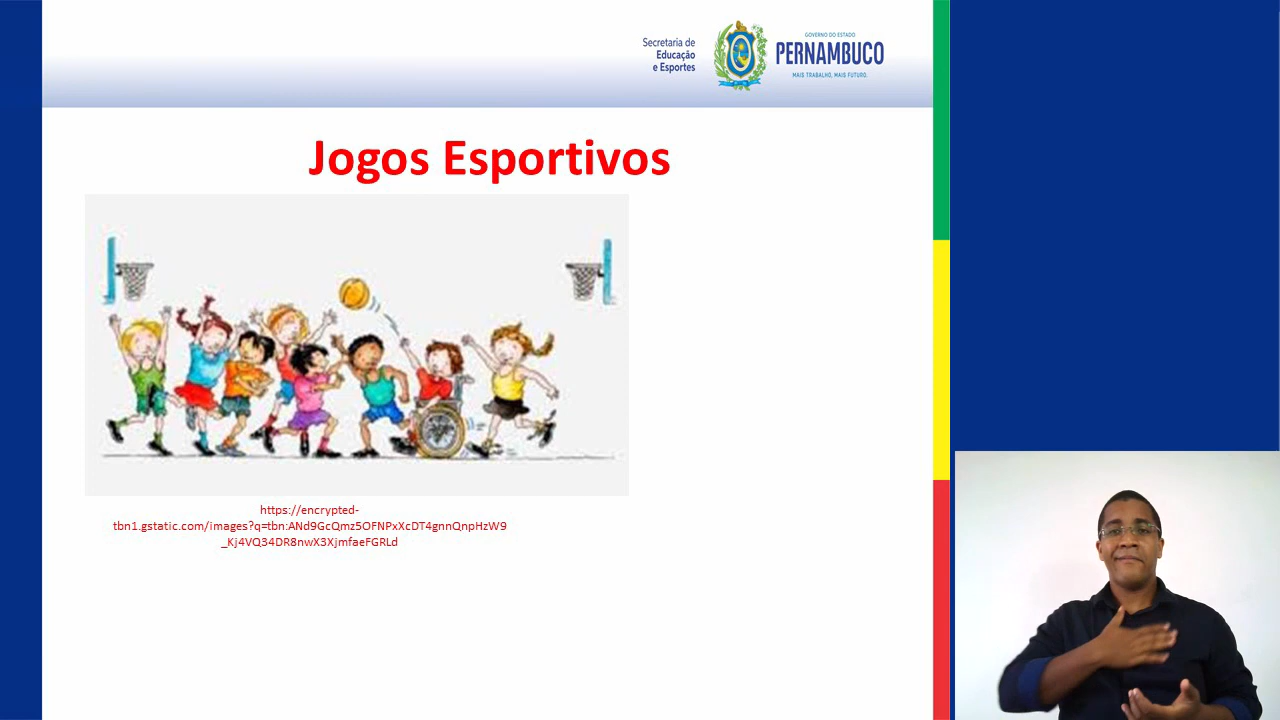 Secretaria de
Educação
e Esportes
GOVERNO DO ESTADO
PERNAMBUCO
MAIS TRABALHO, MAIS FUTURO.
Jogos Esportivos
https://encrypted-
tbn1.gstatic.com/images?q=tbn:ANd9GcQmz5OFNPxXcDT4gnnQnpHzW9
_Kj4VQ34DR8nwX3XjmfaeFGRLd